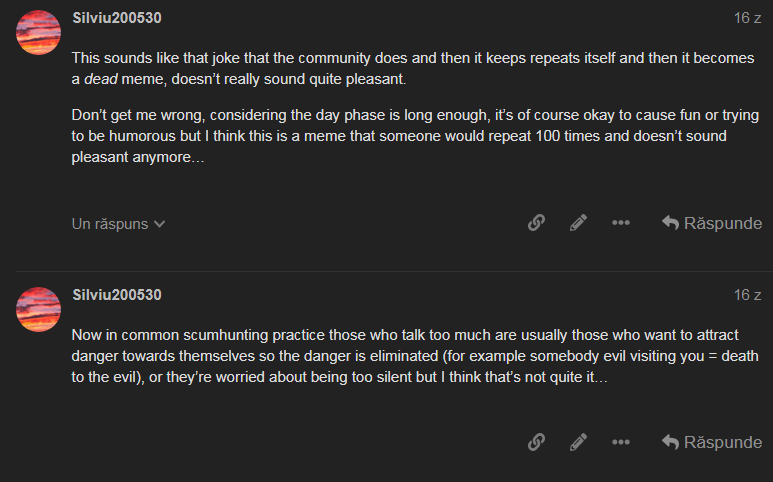 Silviu200530
16 z
This sounds like that joke that the community does and then it keeps repeats itself and then it becomes
a dead meme, doesn't really sound quite pleasant.
Don't get me wrong, considering the day phase is long enough, it's of course okay to cause fun or trying
to be humorous but I think this is a meme that someone would repeat 100 times and doesn't sound
pleasant anymore…
Un răspuns
Răspunde
Silviu200530
16 z
Now in common scumhunting practice those who talk too much are usually those who want to attract
danger towards themselves so the danger is eliminated (for example somebody evil visiting you = death
to the evil), or they're worried about being too silent but I think that's not quite it…
Răspunde